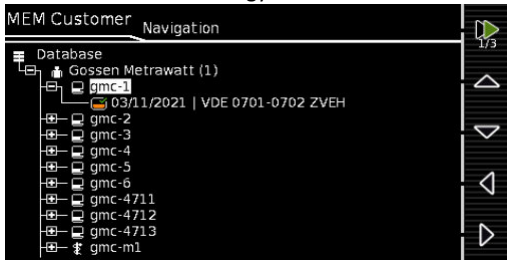 MEM Customer
Navigation
1/3
Database
Gossen Metrawatt (1)
gmc-1
03/11/2021 | VDE 0701-0702 ZVEH
gmc-2
gmc-3
gmc-4
gmc-5
gmc-6
gmc-4711
gmc-4712
gmc-4713
gmc-m1